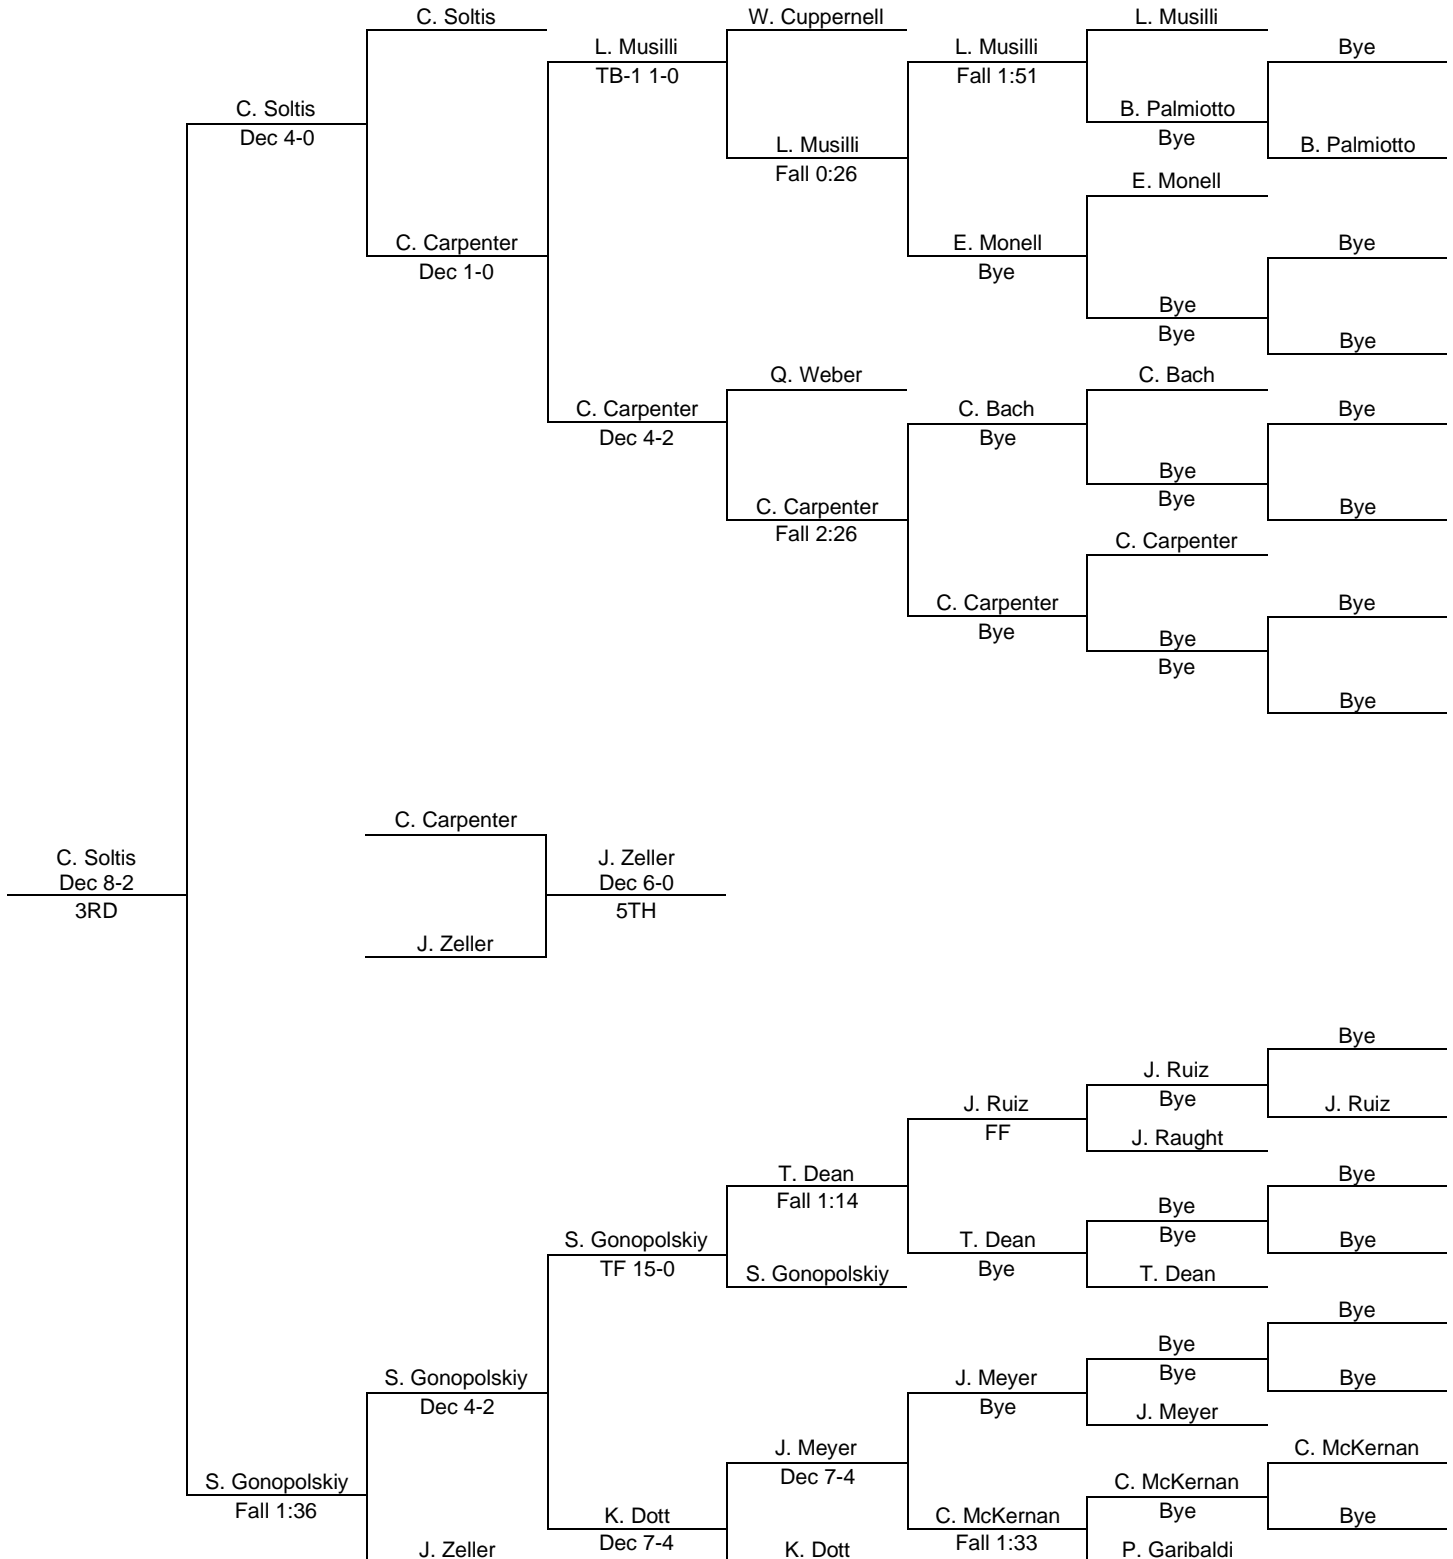 C. Soltis
W. Cuppernell
L. Musilli
L. Musilli
L. Musilli
Bye
TB-1 1-0
Fall 1:51
C. Soltis
B. Palmiotto
Dec 4-0
L. Musilli
Bye
B. Palmiotto
Fall 0:26
E. Monell
C. Carpenter
E. Monell
Bye
Dec 1-0
Bye
Bye
Bye
Bye
Q. Weber
C. Bach
C. Carpenter
C. Bach
Bye
Dec 4-2
Bye
Bye
C. Carpenter
Bye
Bye
Fall 2:26
C. Carpenter
C. Carpenter
Bye
Bye
Bye
Bye
Bye
C. Carpenter
C. Soltis
J. Zeller
Dec 8-2
Dec 6-0
3RD
5TH
J. Zeller
Bye
J. Ruiz
J. Ruiz
Bye
J. Ruiz
FF
J. Raught
T. Dean
Bye
Fall 1:14
Bye
S. Gonopolskiy
T. Dean
Bye
Bye
TF 15-0
S. Gonopolskiy
Bye
T. Dean
Bye
Bye
S. Gonopolskiy
J. Meyer
Bye
Bye
Dec 4-2
Bye
J. Meyer
J. Meyer
C. McKernan
S. Gonopolskiy
Dec 7-4
C. McKernan
Fall 1:36
K. Dott
C. McKernan
Bye
Bye
J. Zeller
Dec 7-4
K. Dott
Fall 1:33
P. Garibaldi